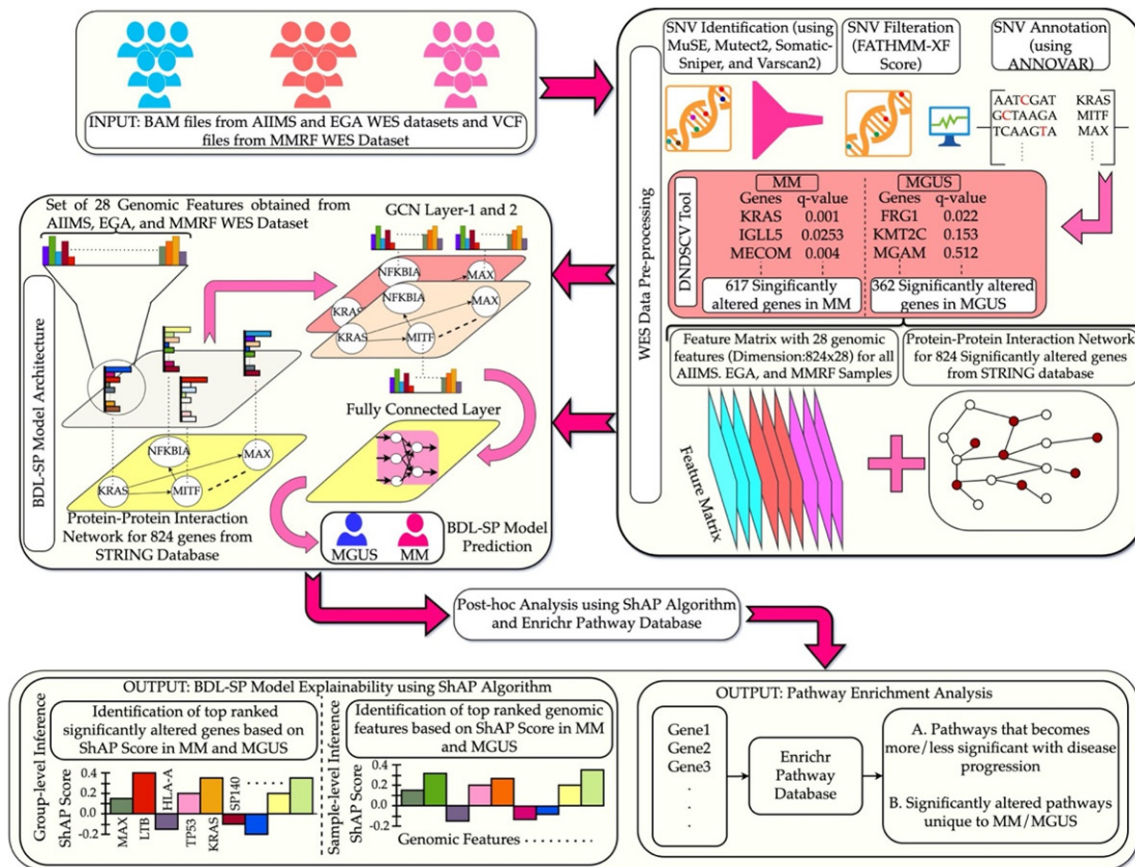 INPUT: BAM files from AIIMS and EGA WES datasets and VCF
files from MMRF WES Dataset
WES Data Pre-processing
SNV Identification (using
MuSE, Mutect2, Somatic-
Sniper, and Varscan2)
SNV Filteration
(FATHMM-XF
Score)
SNV Annotation
(using
ANNOVAR)
AATCGAT KRAS
GCTAAGA MITF
TCAAGTA MAX
DNDSCV Tool
MM
Genes q-value
KRAS 0.001
IGLL5 0.0253
MECOM 0.004
617 Singificantly
altered genes in MM
MGUS
Genes q-value
FRG1 0.022
KMT2C 0.153
MGAM 0.512
362 Significantly altered
genes in MGUS
Feature Matrix with 28 genomic
features (Dimension:824x28) for all
AIIMS. EGA, and MMRF Samples
Protein-Protein Interaction Network
for 824 Significantly altered genes
from STRING database
Feature Matrix
BDL-SP Model Architecture
Set of 28 Genomic Features obtained from
AIIMS, EGA, and MMRF WES Dataset
GCN Layer-1 and 2
NFKBIA
MAX
KRAS
NFKBIA
MAX
KRAS
MITF
Fully Connected Layer
NFKBIA
MAX
KRAS
MITF
Protein-Protein Interaction
Network for 824 genes from
STRING Database
MGUS
MM
BDL-SP Model
Prediction
Post-hoc Analysis using ShAP Algorithm
and Enrichr Pathway Database
OUTPUT: BDL-SP Model Explainability using ShAP Algorithm
Group-level Inference
Identification of top ranked
significantly altered genes based on
ShAP Score in MM and MGUS
ShAP Score
0.4
0.2
0.0
-0.2
MAX
LTB
HLA-A
TP53
KRAS
SP140
Sample-level Inference
Identification of top ranked genomic
features based on ShAP Score in MM
and MGUS
ShAP Score
0.4
0.2
0.0
-0.2
Genomic Features
OUTPUT: Pathway Enrichment Analysis
Gene1
Gene2
Gene3
Enrichr
Pathway
Database
A. Pathways that becomes
more/less significant with disease
progression
B. Significantly altered pathways
unique to MM/MGUS